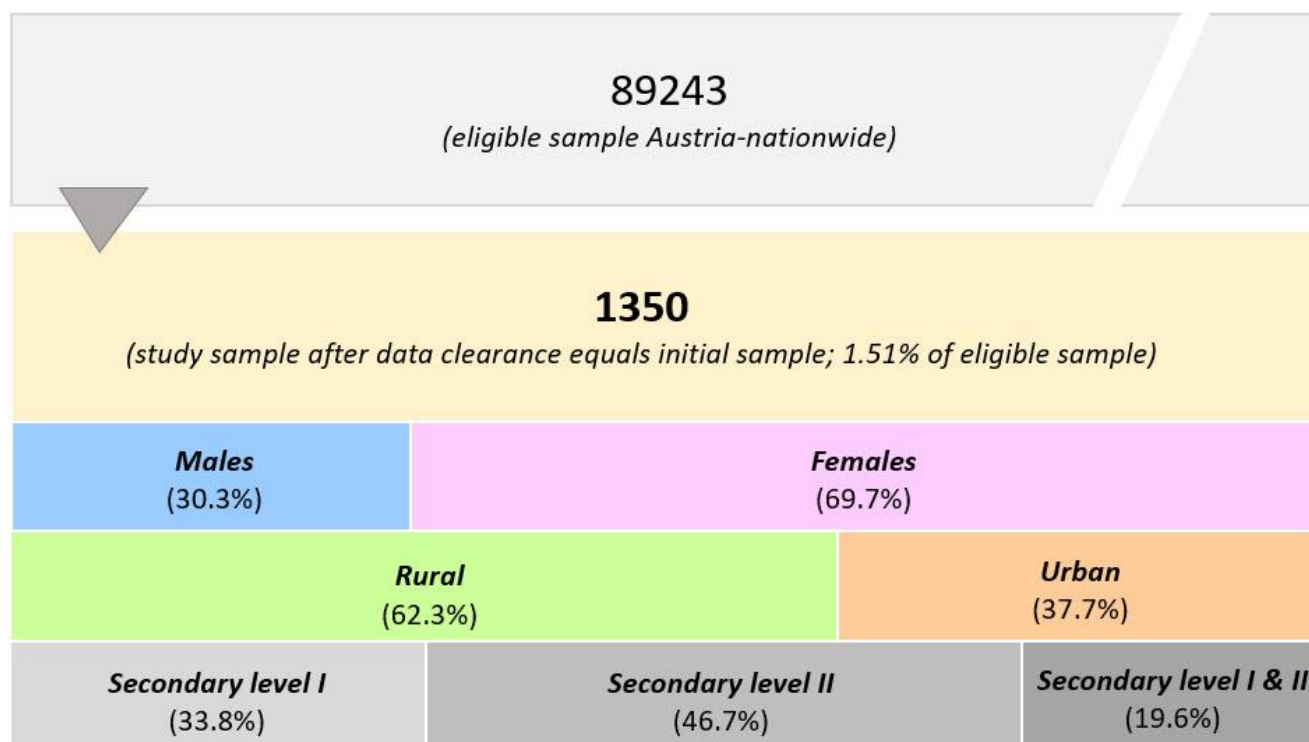 89243
(eligible sample Austria-nationwide)
1350
(study sample after data clearance equals initial sample; 1.51% of eligible sample)
Males
(30.3%)
Females
(69.7%)
Rural
(62.3%)
Urban
(37.7%)
Secondary level I
(33.8%)
Secondary level II
(46.7%)
Secondary level I & II
(19.6%)